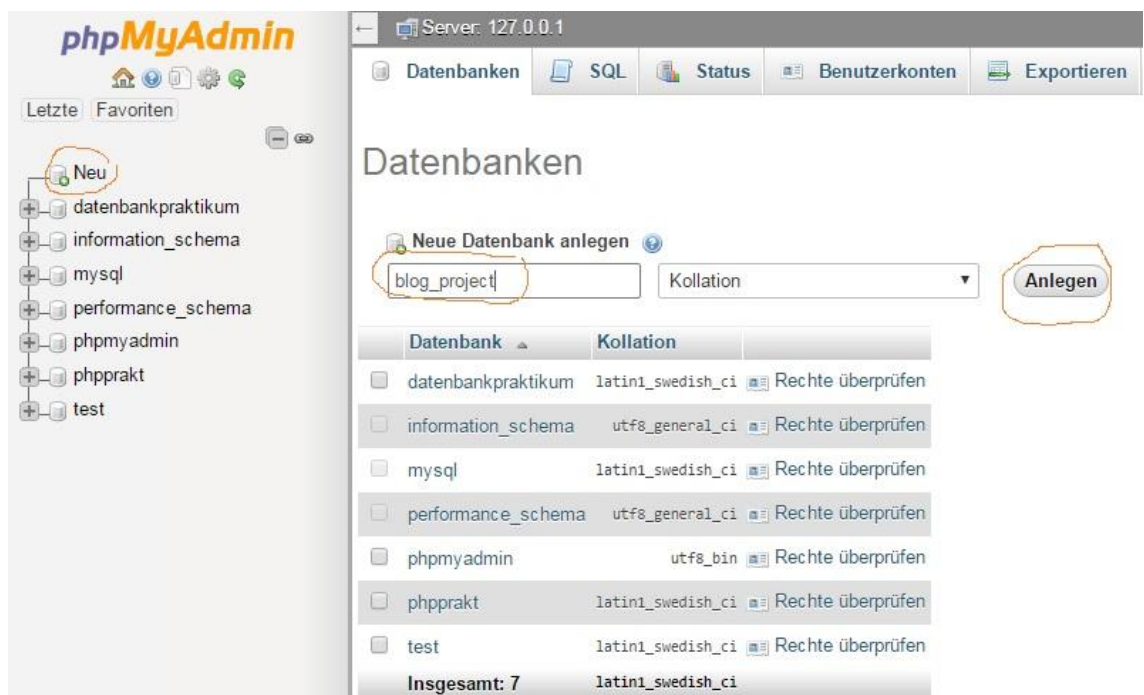 phpMyAdmin
Letzte Favoriten
Neu
datenbankpraktikum
information_schema
mysql
performance_schema
phpmyadmin
phpprakt
test
Server: 127.0.0.1
Datenbanken SQL Status Benutzerkonten Exportieren
Datenbanken
Neue Datenbank anlegen
blog_project Kollation Anlegen
Datenbank Kollation
datenbankpraktikum latin1_swedish_ci Rechte überprüfen
information_schema utf8_general_ci Rechte überprüfen
mysql latin1_swedish_ci Rechte überprüfen
performance_schema utf8_general_ci Rechte überprüfen
phpmyadmin utf8_bin Rechte überprüfen
phpprakt latin1_swedish_ci Rechte überprüfen
test latin1_swedish_ci Rechte überprüfen
Insgesamt: 7 latin1_swedish_ci